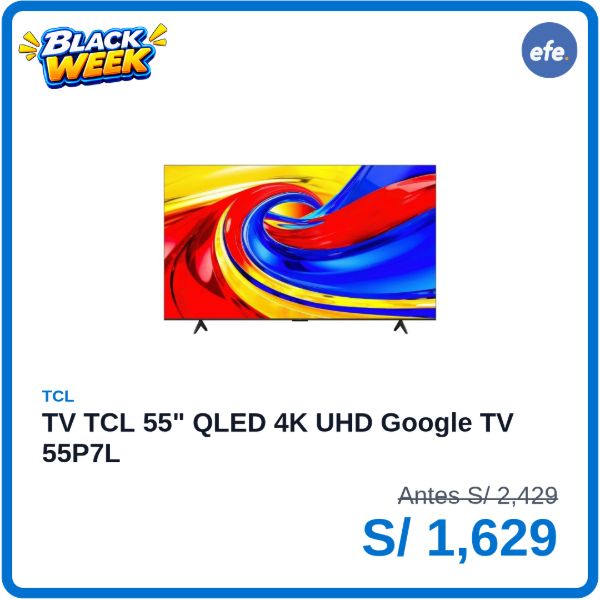 BLACK
WEEK
efe.
TCL
TV TCL 55" QLED 4K UHD Google TV
55P7L
Antes S/ 2,429
S/ 1,629